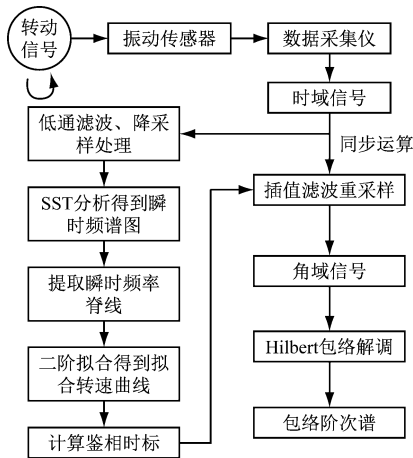 转动
信号
振动传感器
数据采集仪
时域信号
低通滤波、降采
样处理
同步运算
SST分析得到瞬
时频谱图
插值滤波重采样
提取瞬时频率
脊线
角域信号
二阶拟合得到拟
合转速曲线
Hilbert包络解调
计算鉴相时标
包络阶次谱